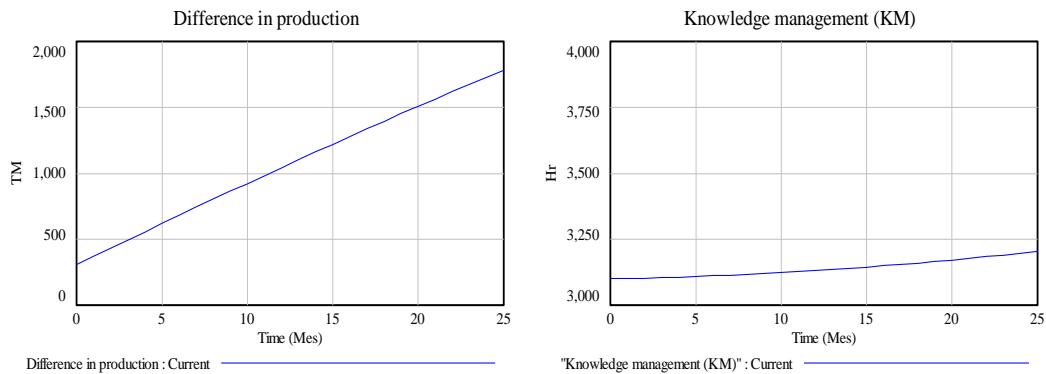 Difference in production
2,000
1,500
1,000
500
0
TM
0 5 10 15 20 25
Time (Mes)
Difference in production : Current
Knowledge management (KM)
4,000
3,750
3,500
3,250
3,000
Hr
0 5 10 15 20 25
Time (Mes)
"Knowledge management (KM)" : Current